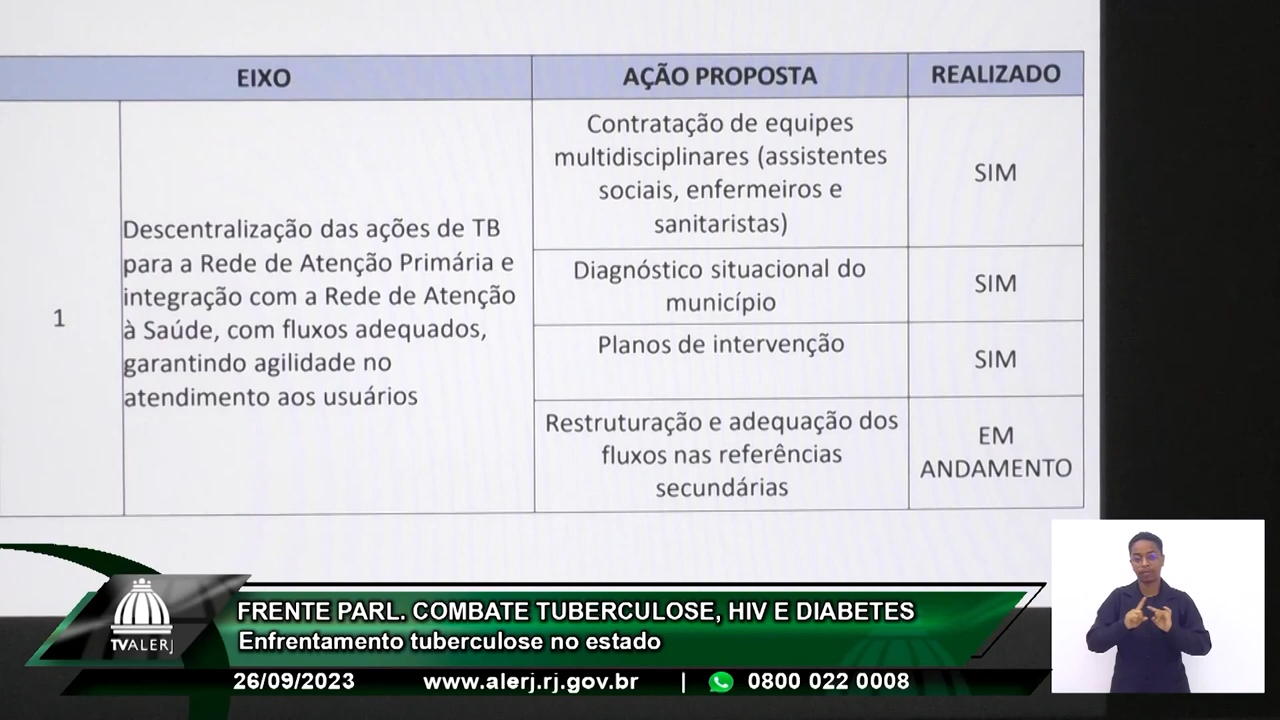 EIXO
AÇÃO PROPOSTA
REALIZADO
1
Descentralização das ações de TB
para a Rede de Atenção Primária e
integração com a Rede de Atenção
à Saúde, com fluxos adequados,
garantindo agilidade no
atendimento aos usuários
Contratação de equipes
multidisciplinares (assistentes
sociais, enfermeiros e
sanitaristas)
SIM
Diagnóstico situacional do
município
SIM
Planos de intervenção
SIM
Restruturação e adequação dos
fluxos nas referências
secundárias
EM
ANDAMENTO
TVALERJ
FRENTE PARL. COMBATE TUBERCULOSE, HIV E DIABETES
Enfrentamento tuberculose no estado
26/09/2023 www.alerj.rj.gov.br | 0800 022 0008